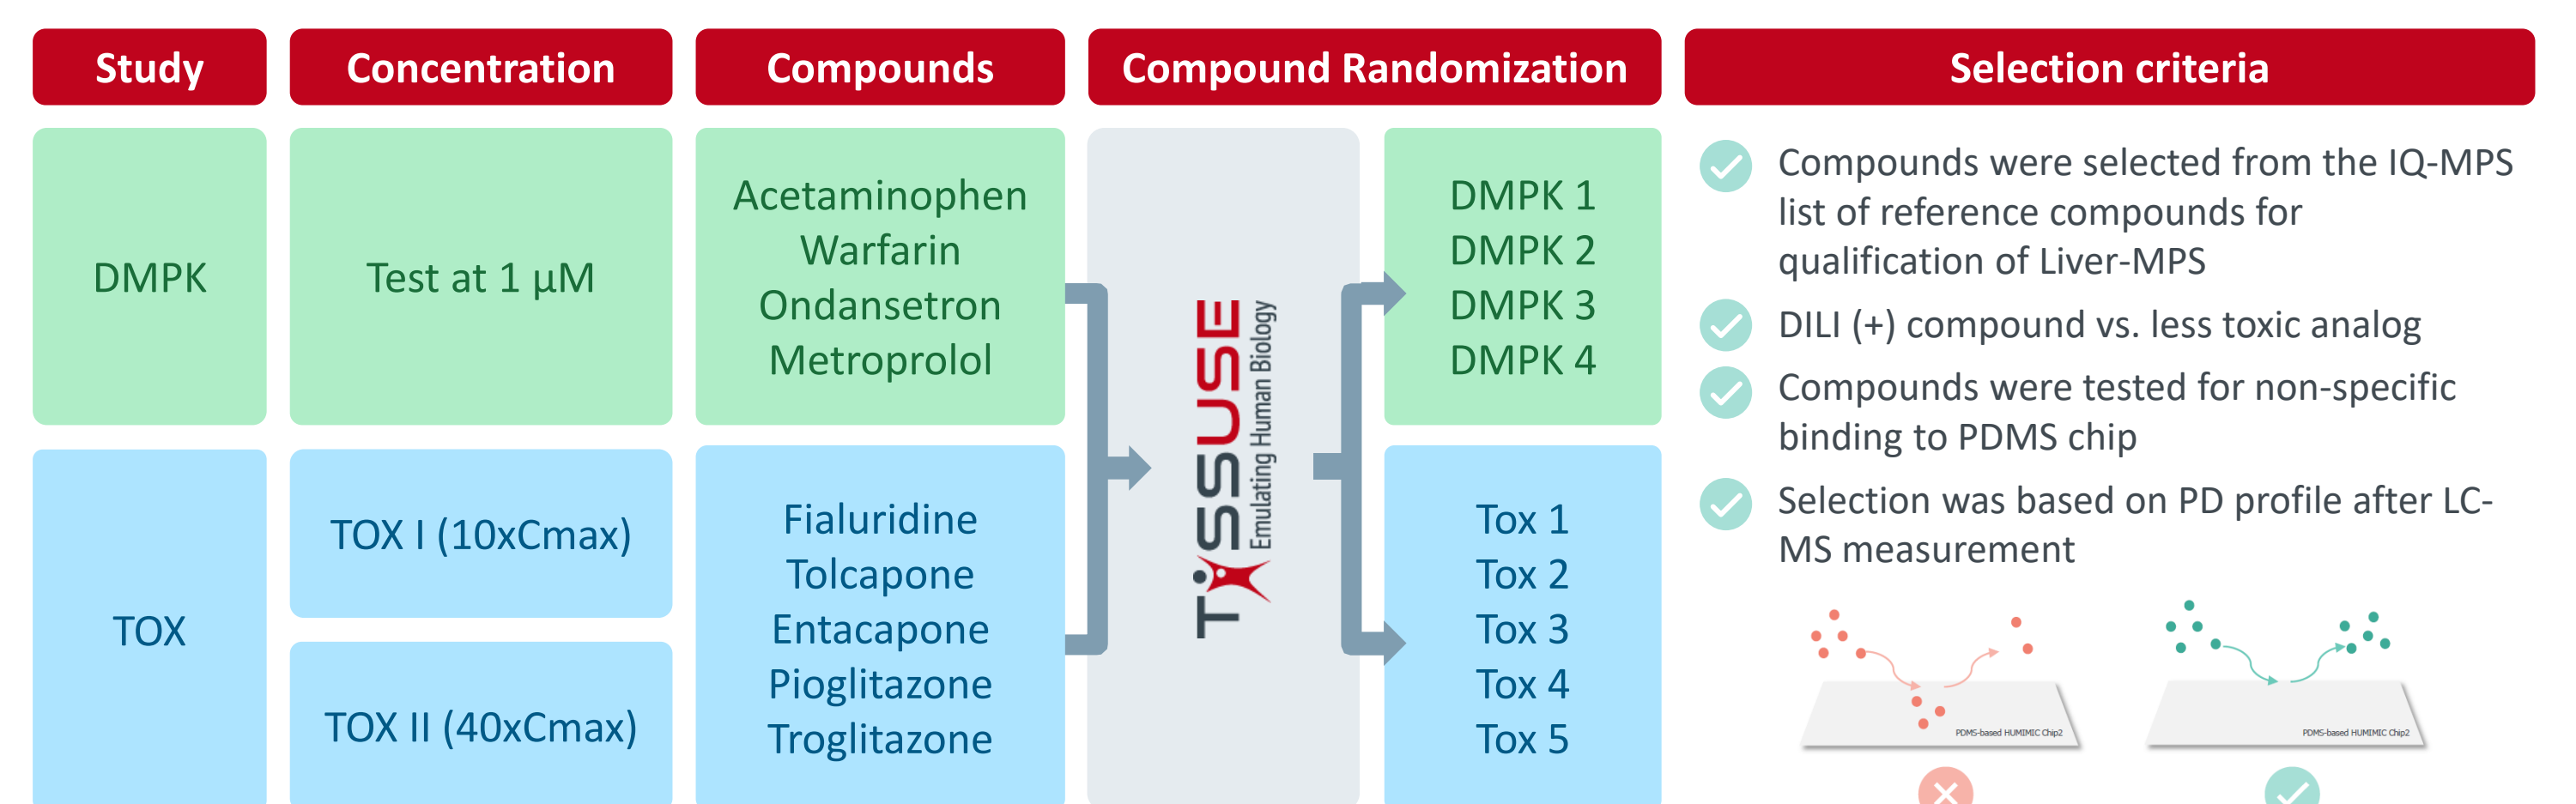 Study
Concentration
Compounds
Compound Randomization
Selection criteria
DMPK
Test at 1 µM
Acetaminophen
Warfarin
Ondansetron
Metroprolol
DMPK 1
DMPK 2
DMPK 3
DMPK 4
TOX
TOX I (10xCmax)
TOX II (40xCmax)
Fialuridine
Tolcapone
Entacapone
Pioglitazone
Troglitazone
TISSUSE
Emulating Human Biology
Tox 1
Tox 2
Tox 3
Tox 4
Tox 5
Compounds were selected from the IQ-MPS
list of reference compounds for
qualification of Liver-MPS
DILI (+) compound vs. less toxic analog
Compounds were tested for non-specific
binding to PDMS chip
Selection was based on PD profile after LC-
MS measurement
PDMS-based HUMIMIC Chip2
PDMS-based HUMIMIC Chip2